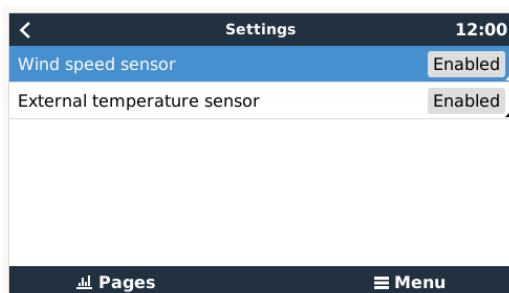 Settings 12:00
Wind speed sensor Enabled
External temperature sensor Enabled
Pages Menu